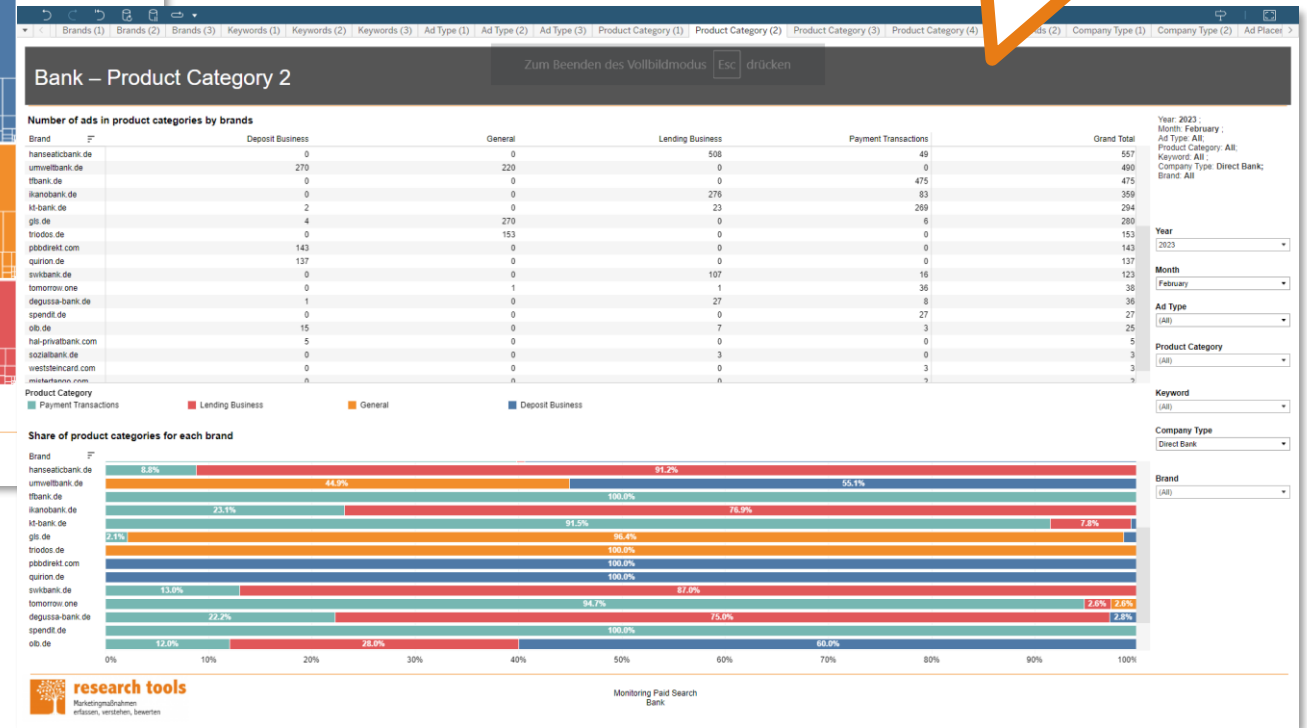 Brands (1) Brands (2) Brands (3) Keywords (1) Keywords (2) Keywords (3) Ad Type (1) Ad Type (2) Ad Type (3) Product Category (1) Product Category (2) Product Category (3) Product Category (4) ds (2) Company Type (1) Company Type (2) Ad Placer
Zum Beenden des Vollbildmodus Esc drücken
Bank – Product Category 2
Number of ads in product categories by brands
Brand Deposit Business General Lending Business Payment Transactions Grand Total
hanseaticbank.de 0 0 508 49 557
umweltbank.de 270 220 0 0 490
tfbank.de 0 0 0 475 475
ikanobank.de 0 0 276 83 359
kt-bank.de 2 0 23 269 294
gls.de 4 270 0 6 280
triodos.de 0 153 0 0 153
pbbdirekt.com 143 0 0 0 143
quirion.de 137 0 0 0 137
swkbank.de 0 0 107 16 123
tomorrow.one 0 1 1 36 38
degussa-bank.de 1 0 27 8 36
spendit.de 0 0 0 27 27
olb.de 15 0 7 3 25
hal-privatbank.com 5 0 0 0 5
sozialbank.de 0 0 3 0 3
weststeincard.com 0 0 0 3 3
Product Category
Payment Transactions Lending Business General Deposit Business
Share of product categories for each brand
Brand
hanseaticbank.de 8.8% 91.2%
umweltbank.de 44.9% 55.1%
tfbank.de 100.0%
ikanobank.de 23.1% 76.9%
kt-bank.de 91.5% 7.8%
gls.de 2.1% 96.4%
triodos.de 100.0%
pbbdirekt.com 100.0%
quirion.de 100.0%
swkbank.de 13.0% 87.0%
tomorrow.one 94.7% 2.6% 2.6%
degussa-bank.de 22.2% 75.0% 2.8%
spendit.de 100.0%
olb.de 12.0% 28.0% 60.0%
0% 10% 20% 30% 40% 50% 60% 70% 80% 90% 100%
Year: 2023 ;
Month: February ;
Ad Type: All;
Product Category: All;
Keyword: All ;
Company Type: Direct Bank;
Brand: All
Year
2023
Month
February
Ad Type
(All)
Product Category
(All)
Keyword
(All)
Company Type
Direct Bank
Brand
(All)
research tools
Marketingmaßnahmen
erfassen, verstehen, bewerten
Monitoring Paid Search
Bank